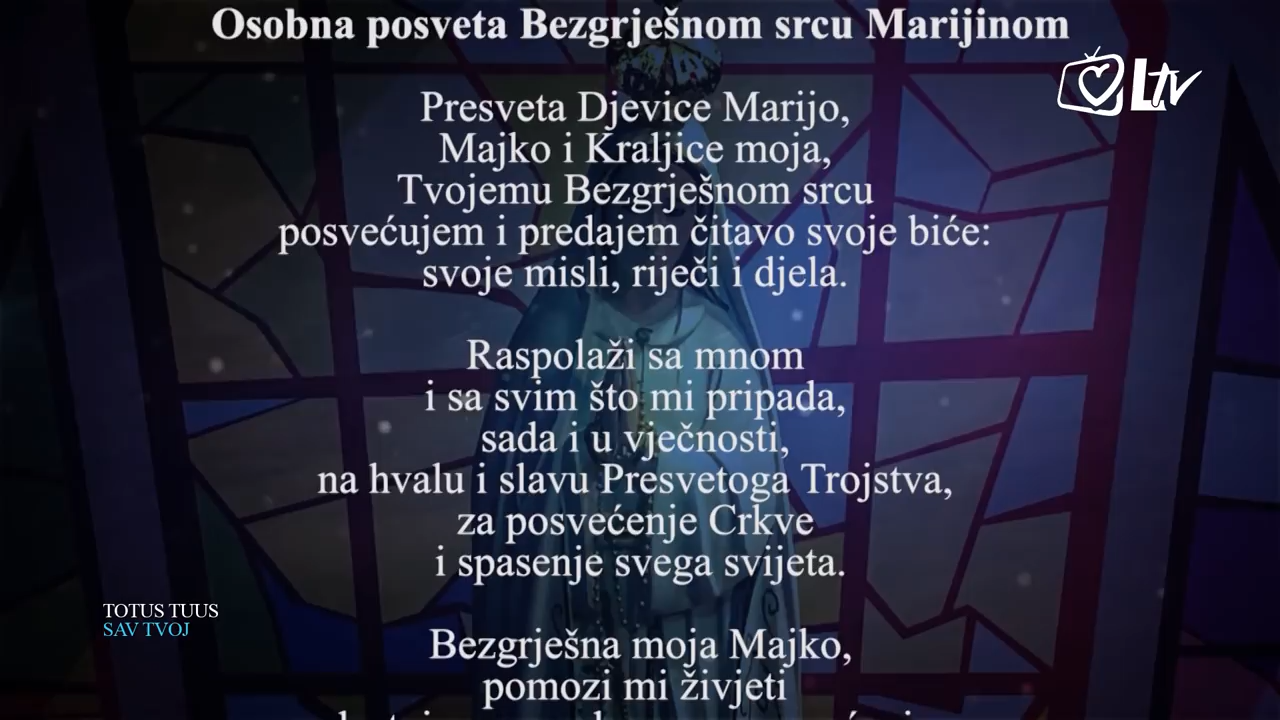 Osobna posveta Bezgrješnom srcu Marijinom
LTV
Presveta Djevice Marijo,
Majko i Kraljice moja,
Tvojemu Bezgrješnom srcu
posvećujem i predajem čitavo svoje biće:
svoje misli, riječi i djela.
Raspolaži sa mnom
i sa svim što mi pripada,
sada i u vječnosti,
na hvalu i slavu Presvetoga Trojstva,
za posvećenje Crkve
i spasenje svega svijeta.
TOTUS TUUS
SAV TVOJ
Bezgrješna moja Majko,
pomozi mi živjeti